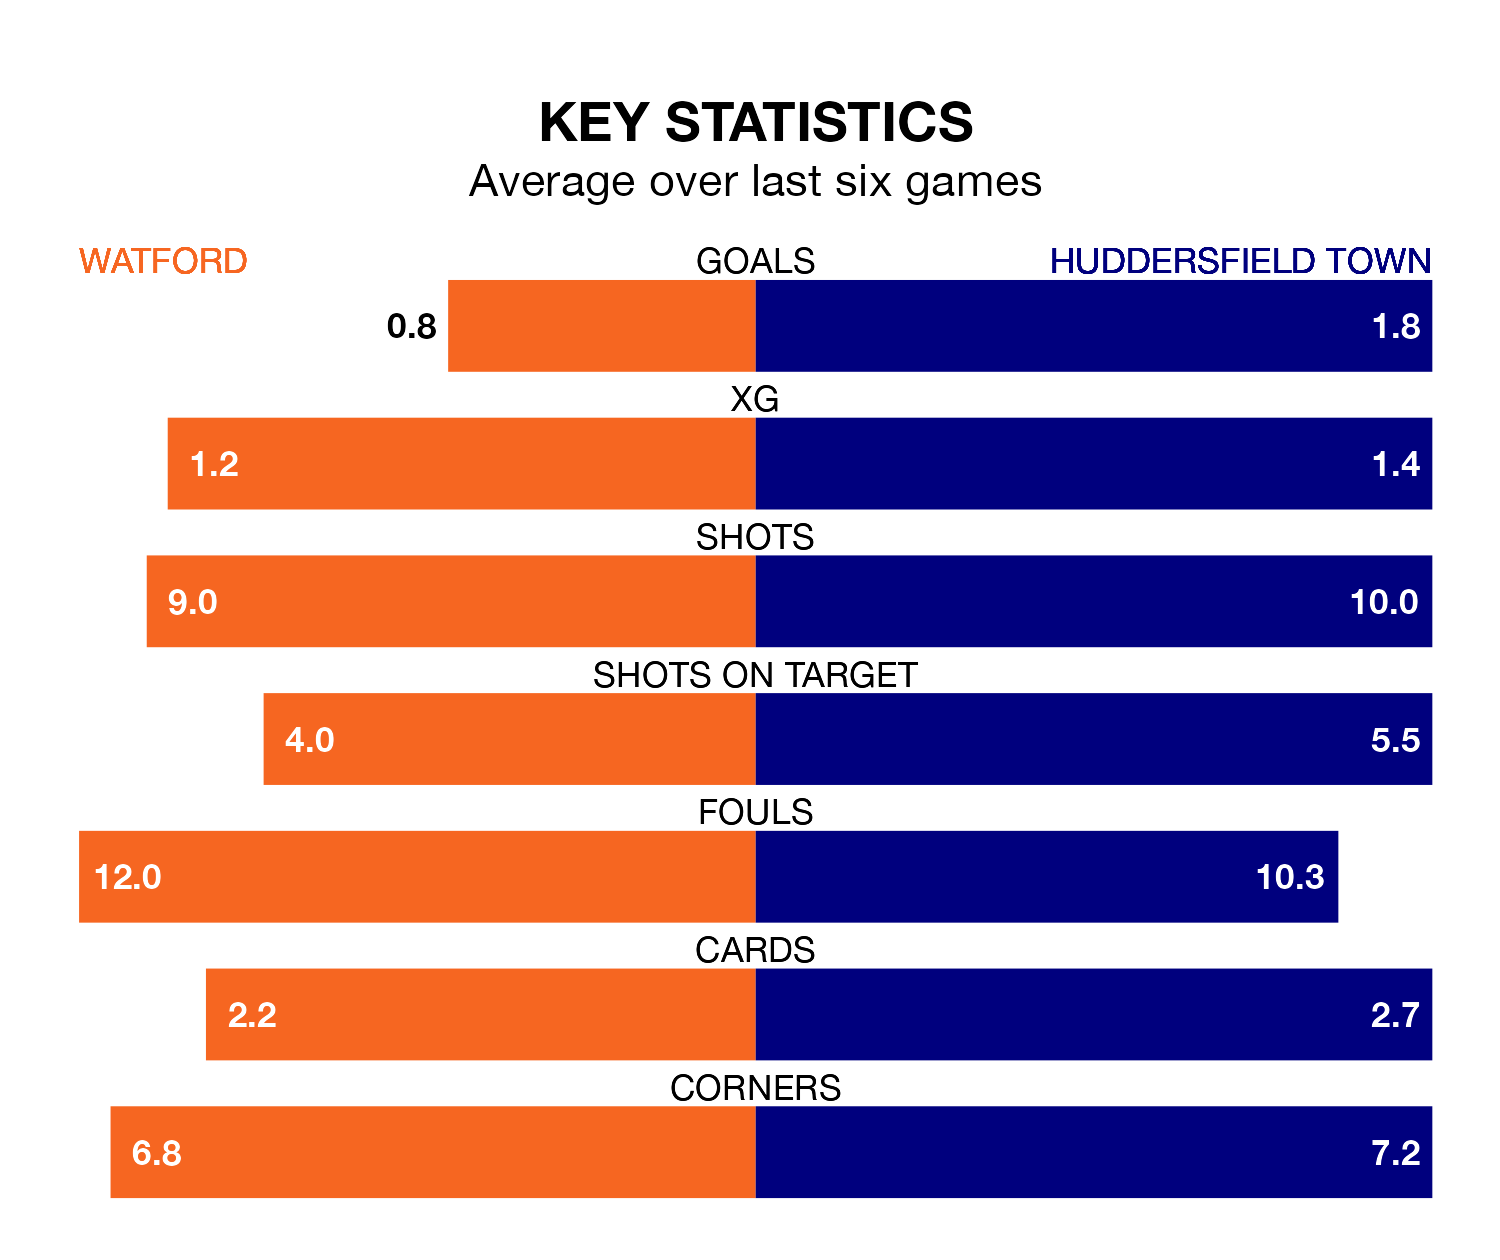 KEY STATISTICS
Average over last six games
WATFORD GOALS HUDDERSFIELD TOWN
0.8 1.8
XG
1.2 1.4
SHOTS
9.0 10.0
SHOTS ON TARGET
4.0 5.5
FOULS
12.0 10.3
CARDS
2.2 2.7
CORNERS
6.8 7.2